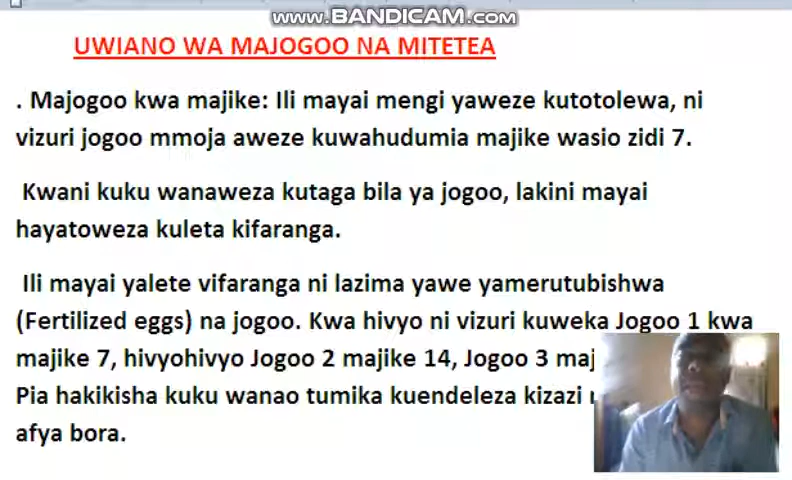 www.BANDICAM.com
UWIANO WA MAJOGOO NA MITETEA
. Majogoo kwa majike: Ili mayai mengi yaweze kutotolewa, ni
vizuri jogoo mmoja aweze kuwahudumia majike wasio zidi 7.
Kwani kuku wanaweza kutaga bila ya jogoo, lakini mayai
hayatoweza kuleta kifaranga.
Ili mayai yalete vifaranga ni lazima yawe yamerutubishwa
(Fertilized eggs) na jogoo. Kwa hivyo ni vizuri kuweka Jogoo 1 kwa
majike 7, hivyohivyo Jogoo 2 majike 14, Jogoo 3
Pia hakikisha kuku wanao tumika kuendeleza kizazi
afya bora.